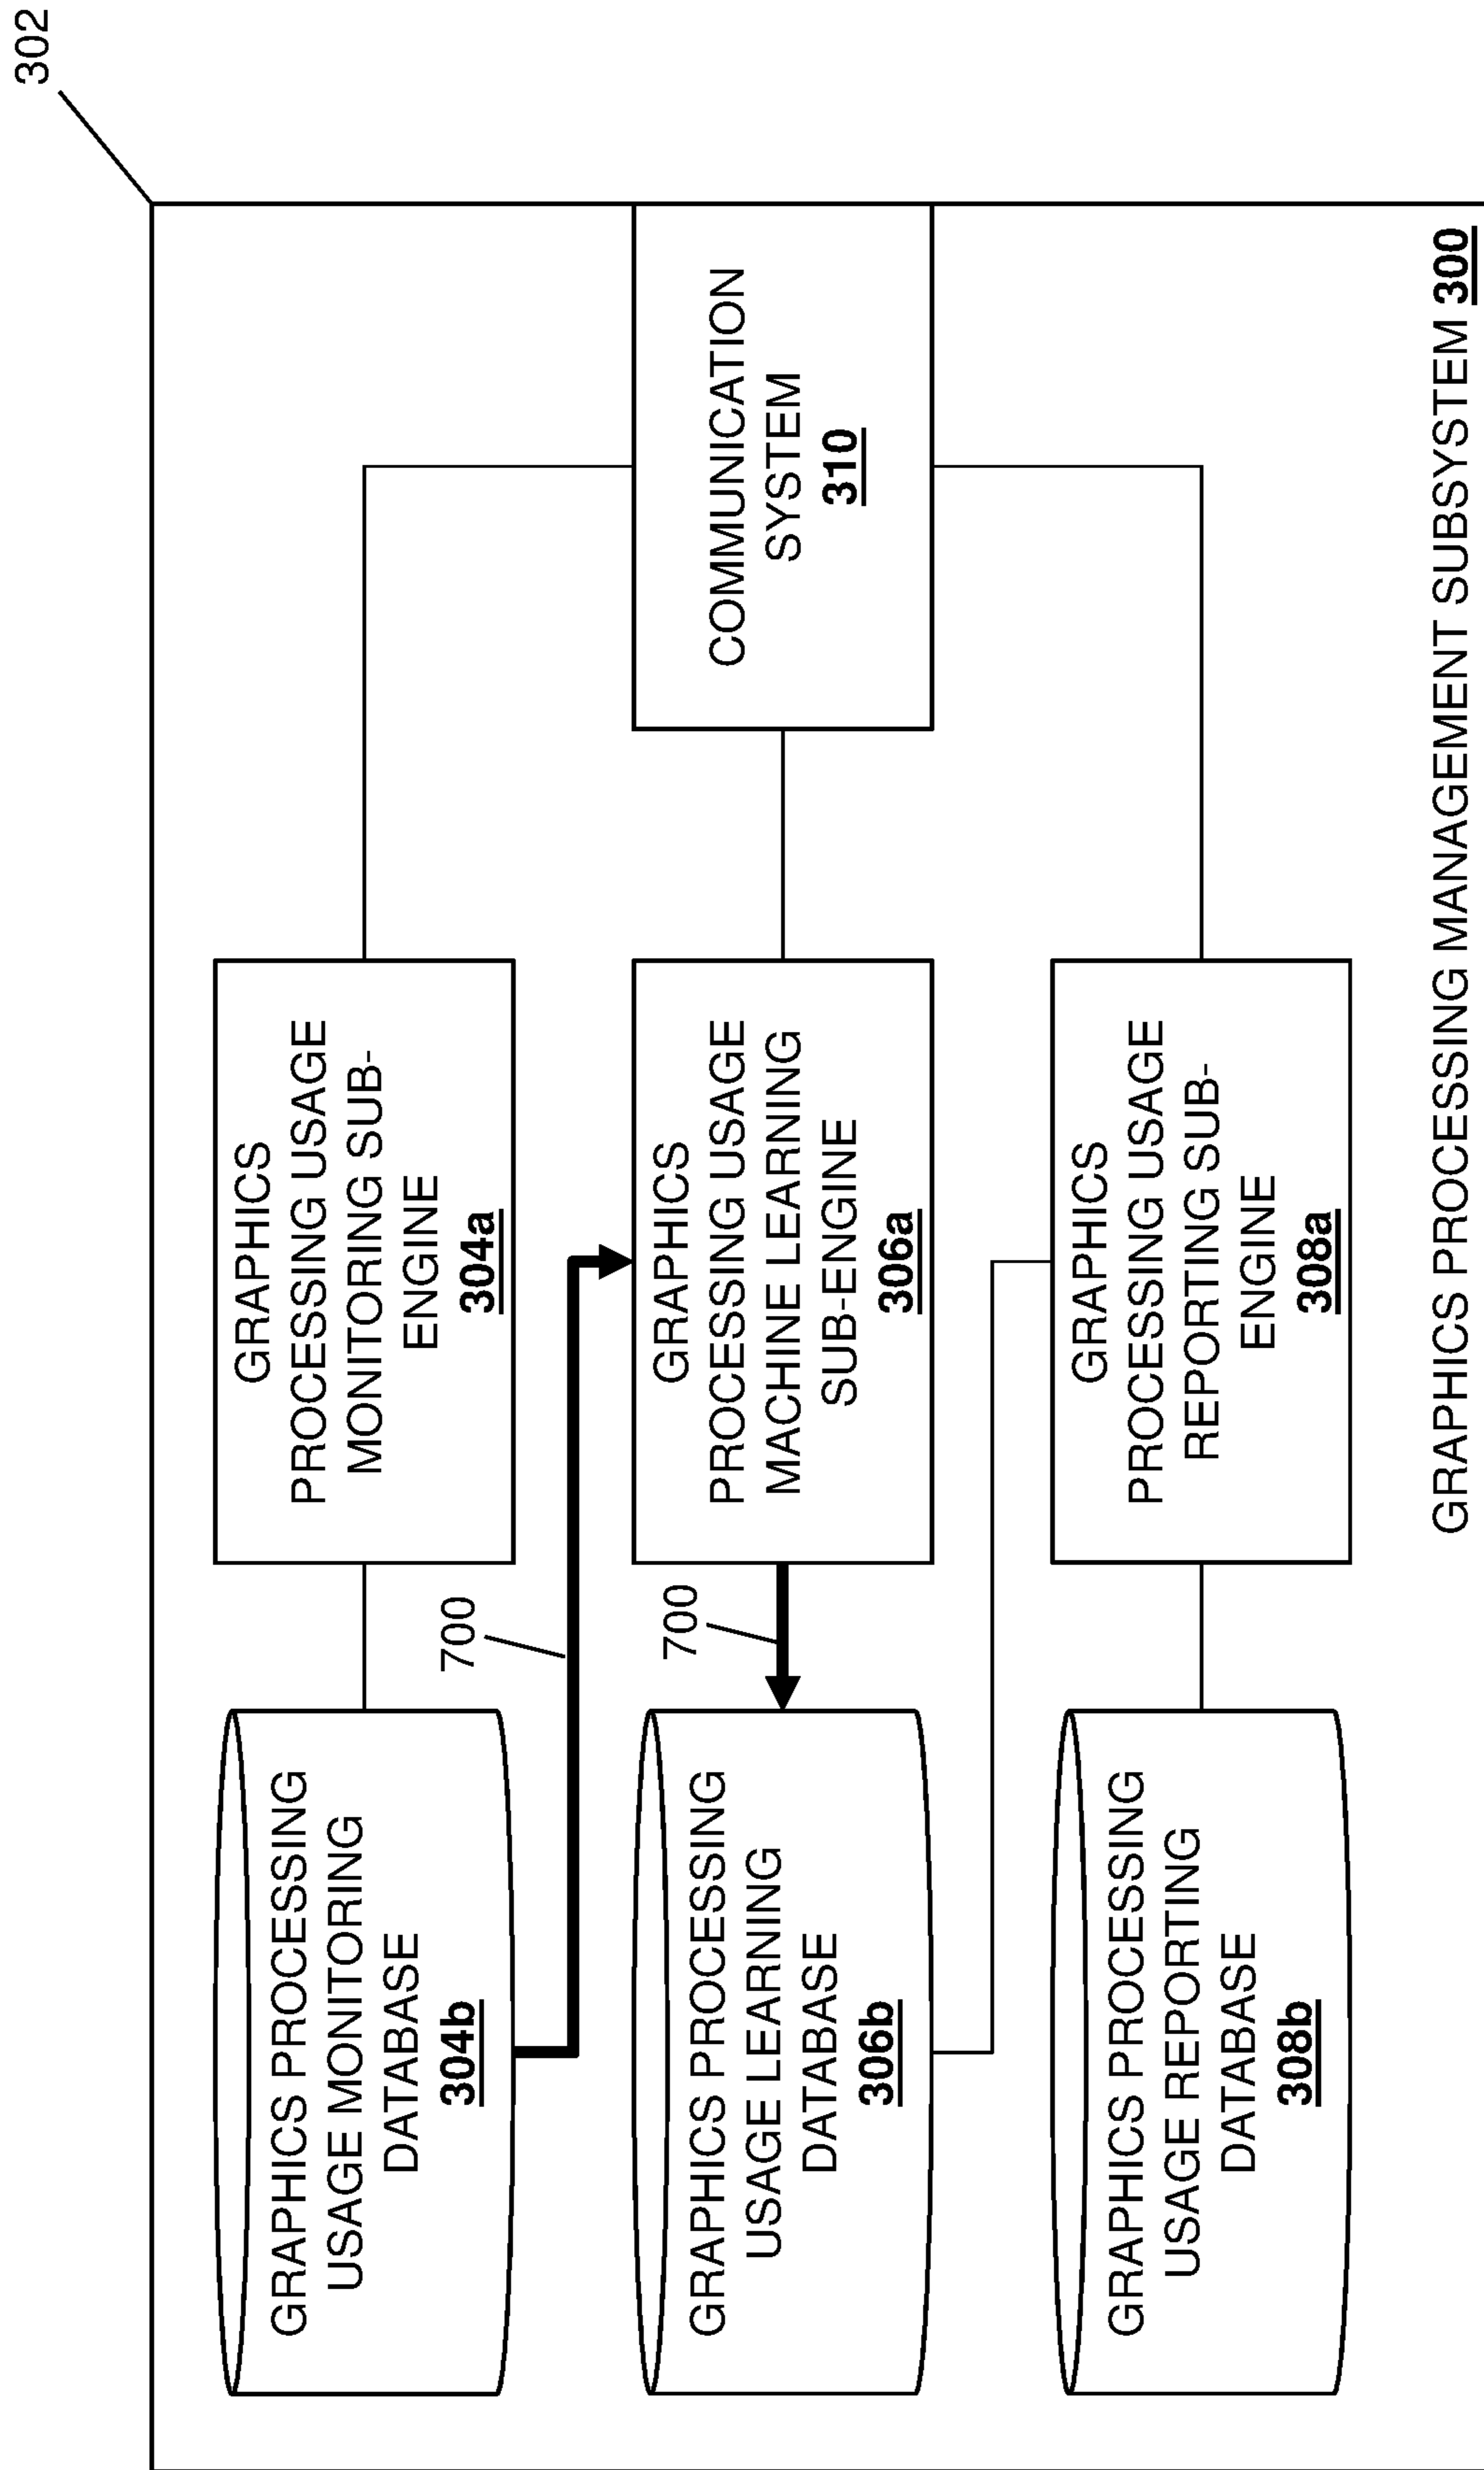 302
GRAPHICS PROCESSING
USAGE MONITORING
DATABASE
304b
GRAPHICS
PROCESSING USAGE
MONITORING SUB-
ENGINE
304a
700
700
GRAPHICS PROCESSING
USAGE LEARNING
DATABASE
306b
GRAPHICS
PROCESSING USAGE
MACHINE LEARNING
SUB-ENGINE
306a
COMMUNICATION
SYSTEM
310
GRAPHICS PROCESSING
USAGE REPORTING
DATABASE
308b
GRAPHICS
PROCESSING USAGE
REPORTING SUB-
ENGINE
308a
GRAPHICS PROCESSING MANAGEMENT SUBSYSTEM 300